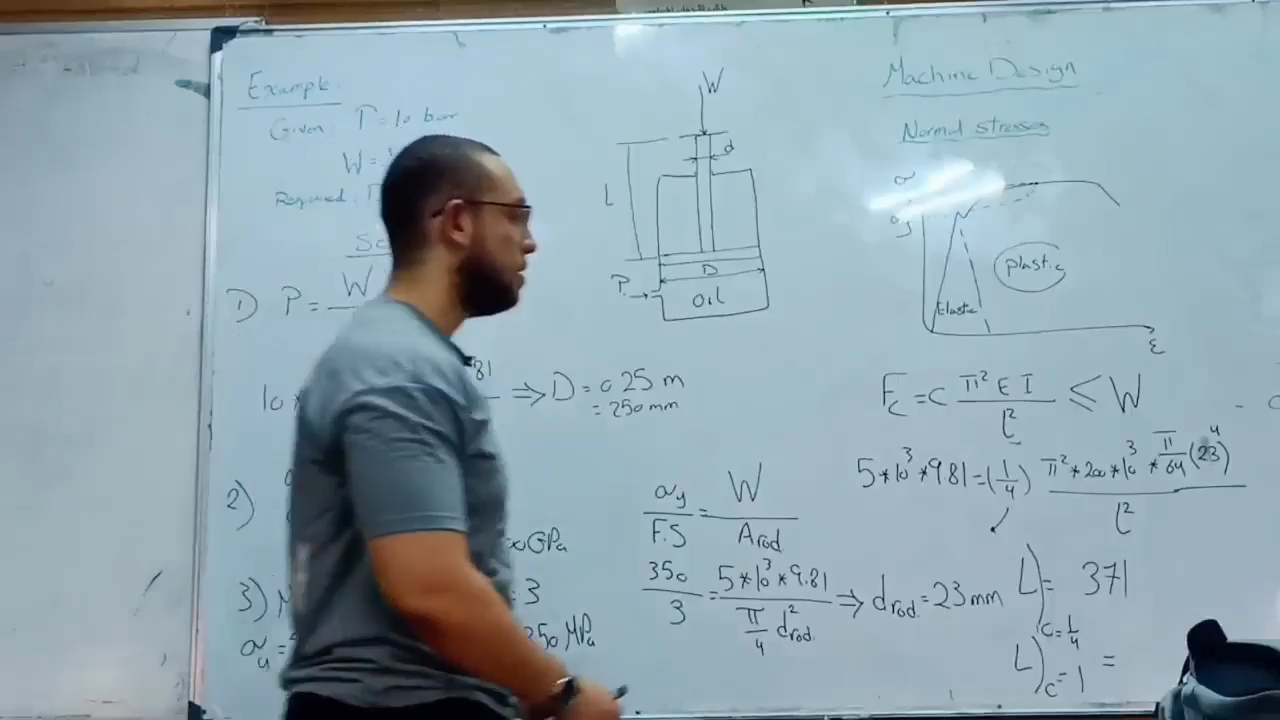 Example
Given: P = 10 bar
W =
Required:
1) P = W
10*
81
⇒ D = 0.25 m
= 250 mm
2)
GPa
3) M
= 3
σu =
350 MPa
W
d
L
D
P
OIL
σy/F.S = W/Arod
350/3 = 5*10³*9.81 / (π/4 d²rod) ⇒ drod = 23 mm
Machine Design
Normal stresses
σ
σy
plastic
Elastic
ε
Fc = C π² E I / L² ≤ W
5*10³*9.81 = (1/4) π²*200*10³*π/64 (23)⁴ / L²
L)c=1/4 = 371
L)c=1 =